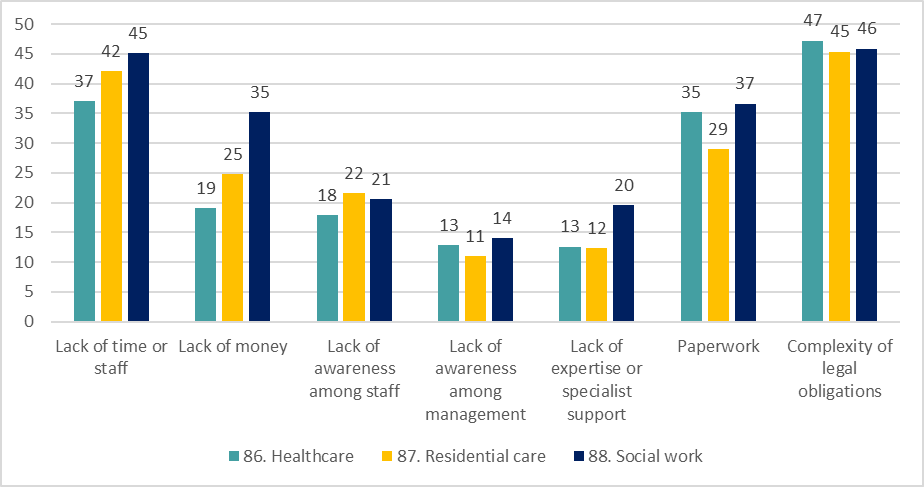 50
45
40
35
30
25
20
15
10
5
0
37
42
45
19
25
35
18
22
21
13
11
14
13
12
20
35
29
37
47
45
46
Lack of time or
staff
Lack of money
Lack of
awareness
among staff
Lack of
awareness
among
management
Lack of
expertise or
specialist
support
Paperwork
Complexity of
legal
obligations
86. Healthcare
87. Residential care
88. Social work